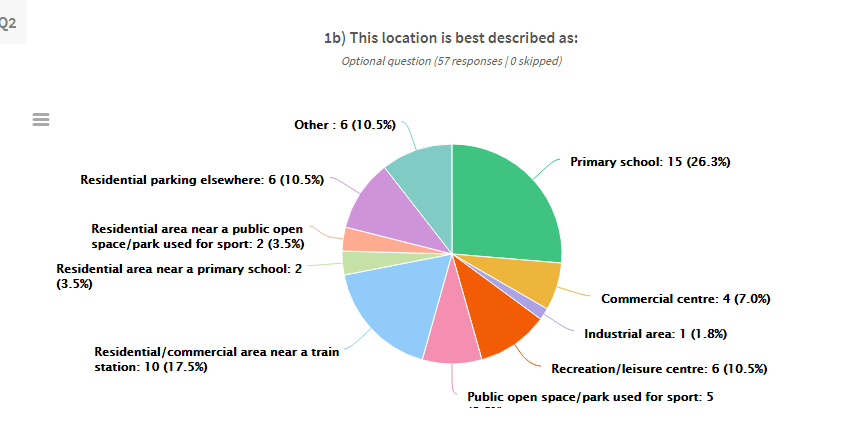 Q2
1b) This location is best described as:
Optional question (57 responses | 0 skipped)
Other : 6 (10.5%)
Primary school: 15 (26.3%)
Residential parking elsewhere: 6 (10.5%)
Residential area near a public open
space/park used for sport: 2 (3.5%)
Residential area near a primary school: 2
(3.5%)
Commercial centre: 4 (7.0%)
Industrial area: 1 (1.8%)
Residential/commercial area near a train
station: 10 (17.5%)
Recreation/leisure centre: 6 (10.5%)
Public open space/park used for sport: 5